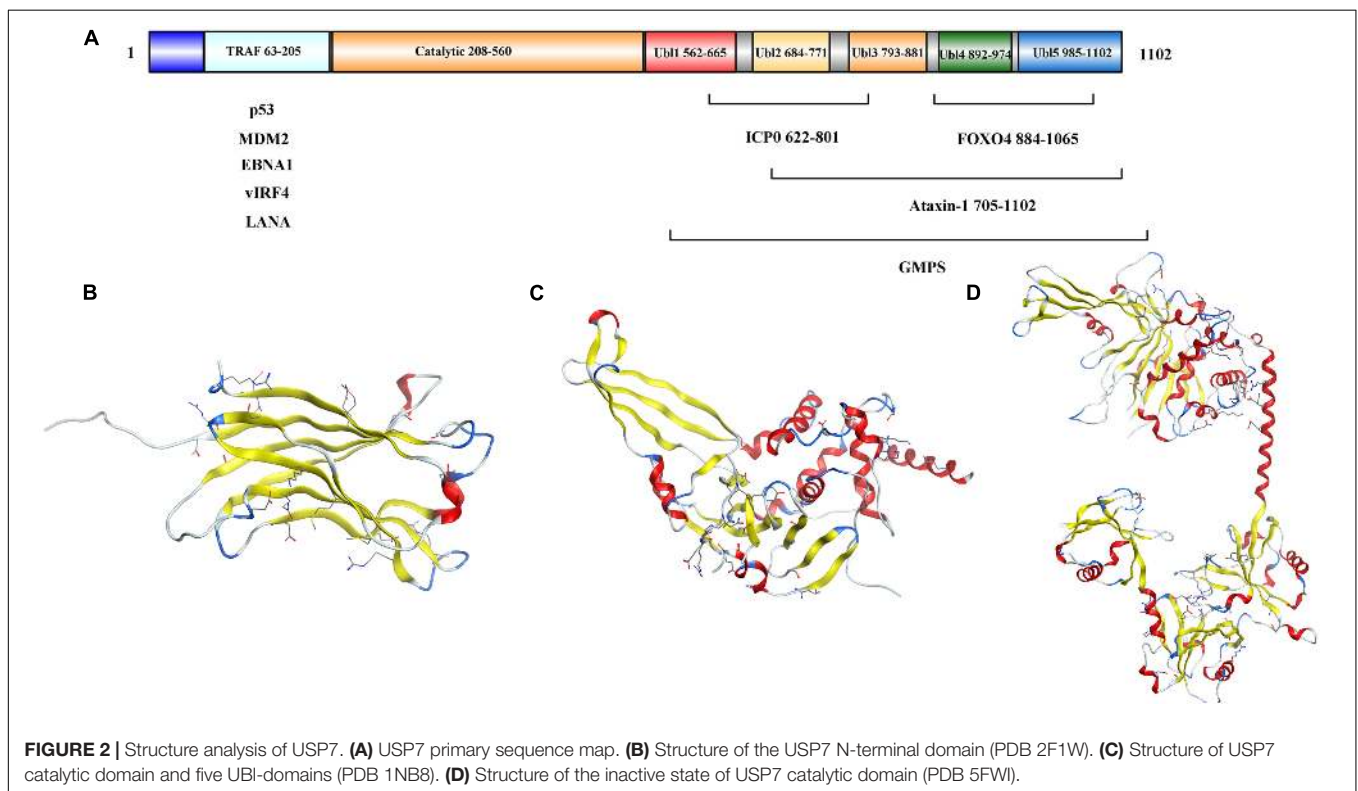 A
1 TRAF 63-205 Catalytic 208-560 Ubl1 562-665 Ubl2 684-771 Ubl3 793-881 Ubl4 892-974 Ubl5 985-1102 1102
p53
MDM2
EBNA1
vIRF4
LANA
ICP0 622-801 FOXO4 884-1065
Ataxin-1 705-1102
GMPS
B C D
FIGURE 2 | Structure analysis of USP7. (A) USP7 primary sequence map. (B) Structure of the USP7 N-terminal domain (PDB 2F1W). (C) Structure of USP7
catalytic domain and five UBl-domains (PDB 1NB8). (D) Structure of the inactive state of USP7 catalytic domain (PDB 5FWI).